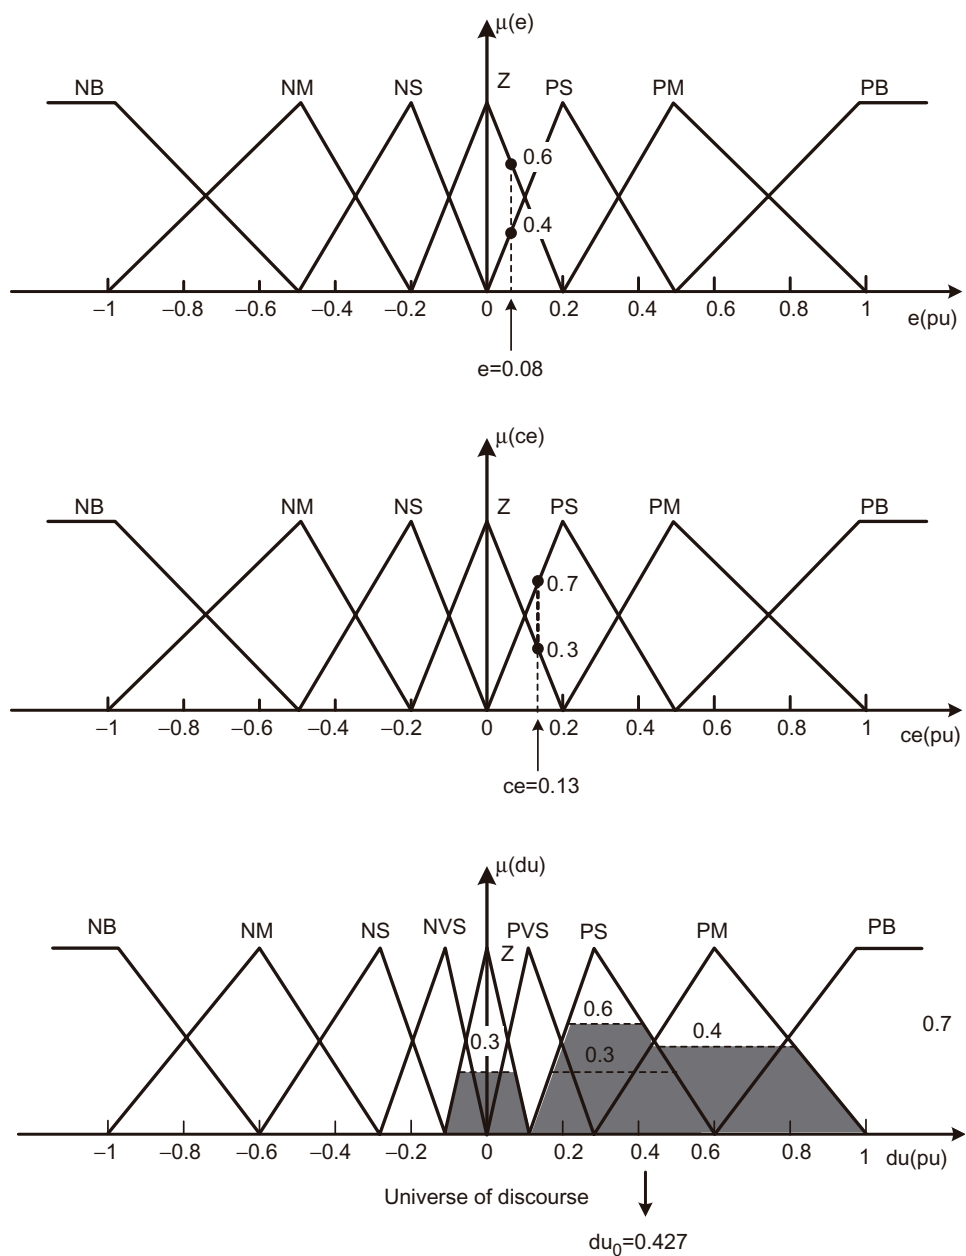 μ(e)
NB NM NS Z PS PM PB
0.6
0.4
–1 –0.8 –0.6 –0.4 –0.2 0 0.2 0.4 0.6 0.8 1
e(pu)
e=0.08
μ(ce)
NB NM NS Z PS PM PB
0.7
0.3
–1 –0.8 –0.6 –0.4 –0.2 0 0.2 0.4 0.6 0.8 1
ce(pu)
ce=0.13
μ(du)
NB NM NS NVS Z PVS PS PM PB
0.6
0.4 0.7
0.3 0.3
–1 –0.8 –0.6 –0.4 –0.2 0 0.2 0.4 0.6 0.8 1 du(pu)
Universe of discourse
du0=0.427